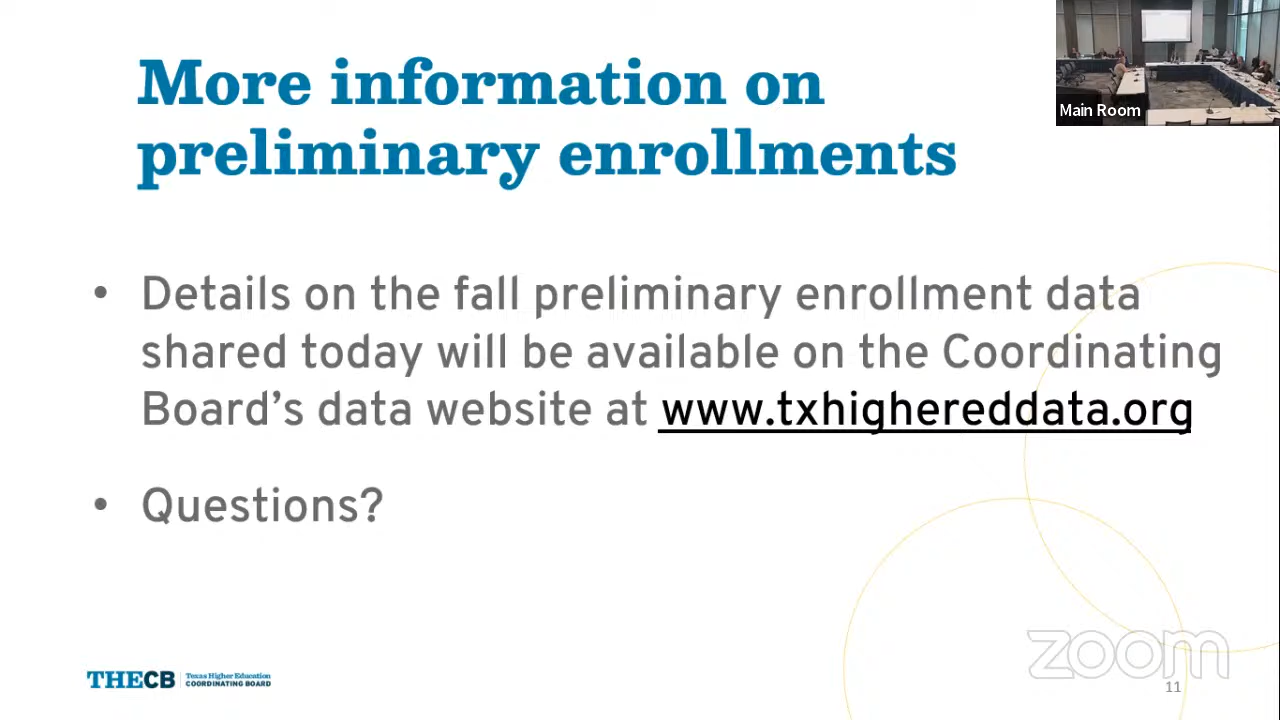 More information on
preliminary enrollments
Main Room
• Details on the fall preliminary enrollment data
shared today will be available on the Coordinating
Board's data website at www.txhighereddata.org
• Questions?
THECB
Texas Higher Education
COORDINATING BOARD
zoom
11